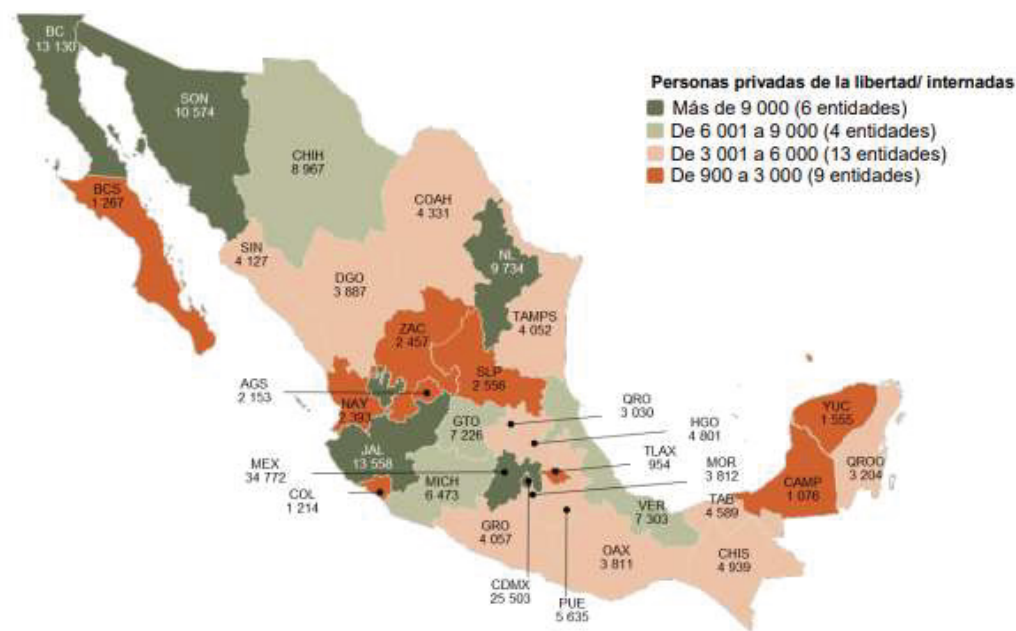 BC
13 130
SON
10 574
CHIH
8 967
BCS
1 267
COAH
4 331
SIN
4 127
NL
9 734
DGO
3 887
TAMPS
4 052
ZAC
2 457
SLP
2 556
AGS
2 153
NAY
2 393
GTO
7 226
QRO
3 030
HGO
4 801
JAL
13 558
TLAX
954
MEX
34 772
MICH
6 473
MOR
3 812
COL
1 214
VER
7 303
TAB
4 589
YUC
1 555
QROO
3 204
CAMP
1 076
GRO
4 057
OAX
3 811
CHIS
4 939
CDMX
25 503
PUE
5 635
Personas privadas de la libertad/ internadas
Más de 9 000 (6 entidades)
De 6 001 a 9 000 (4 entidades)
De 3 001 a 6 000 (13 entidades)
De 900 a 3 000 (9 entidades)